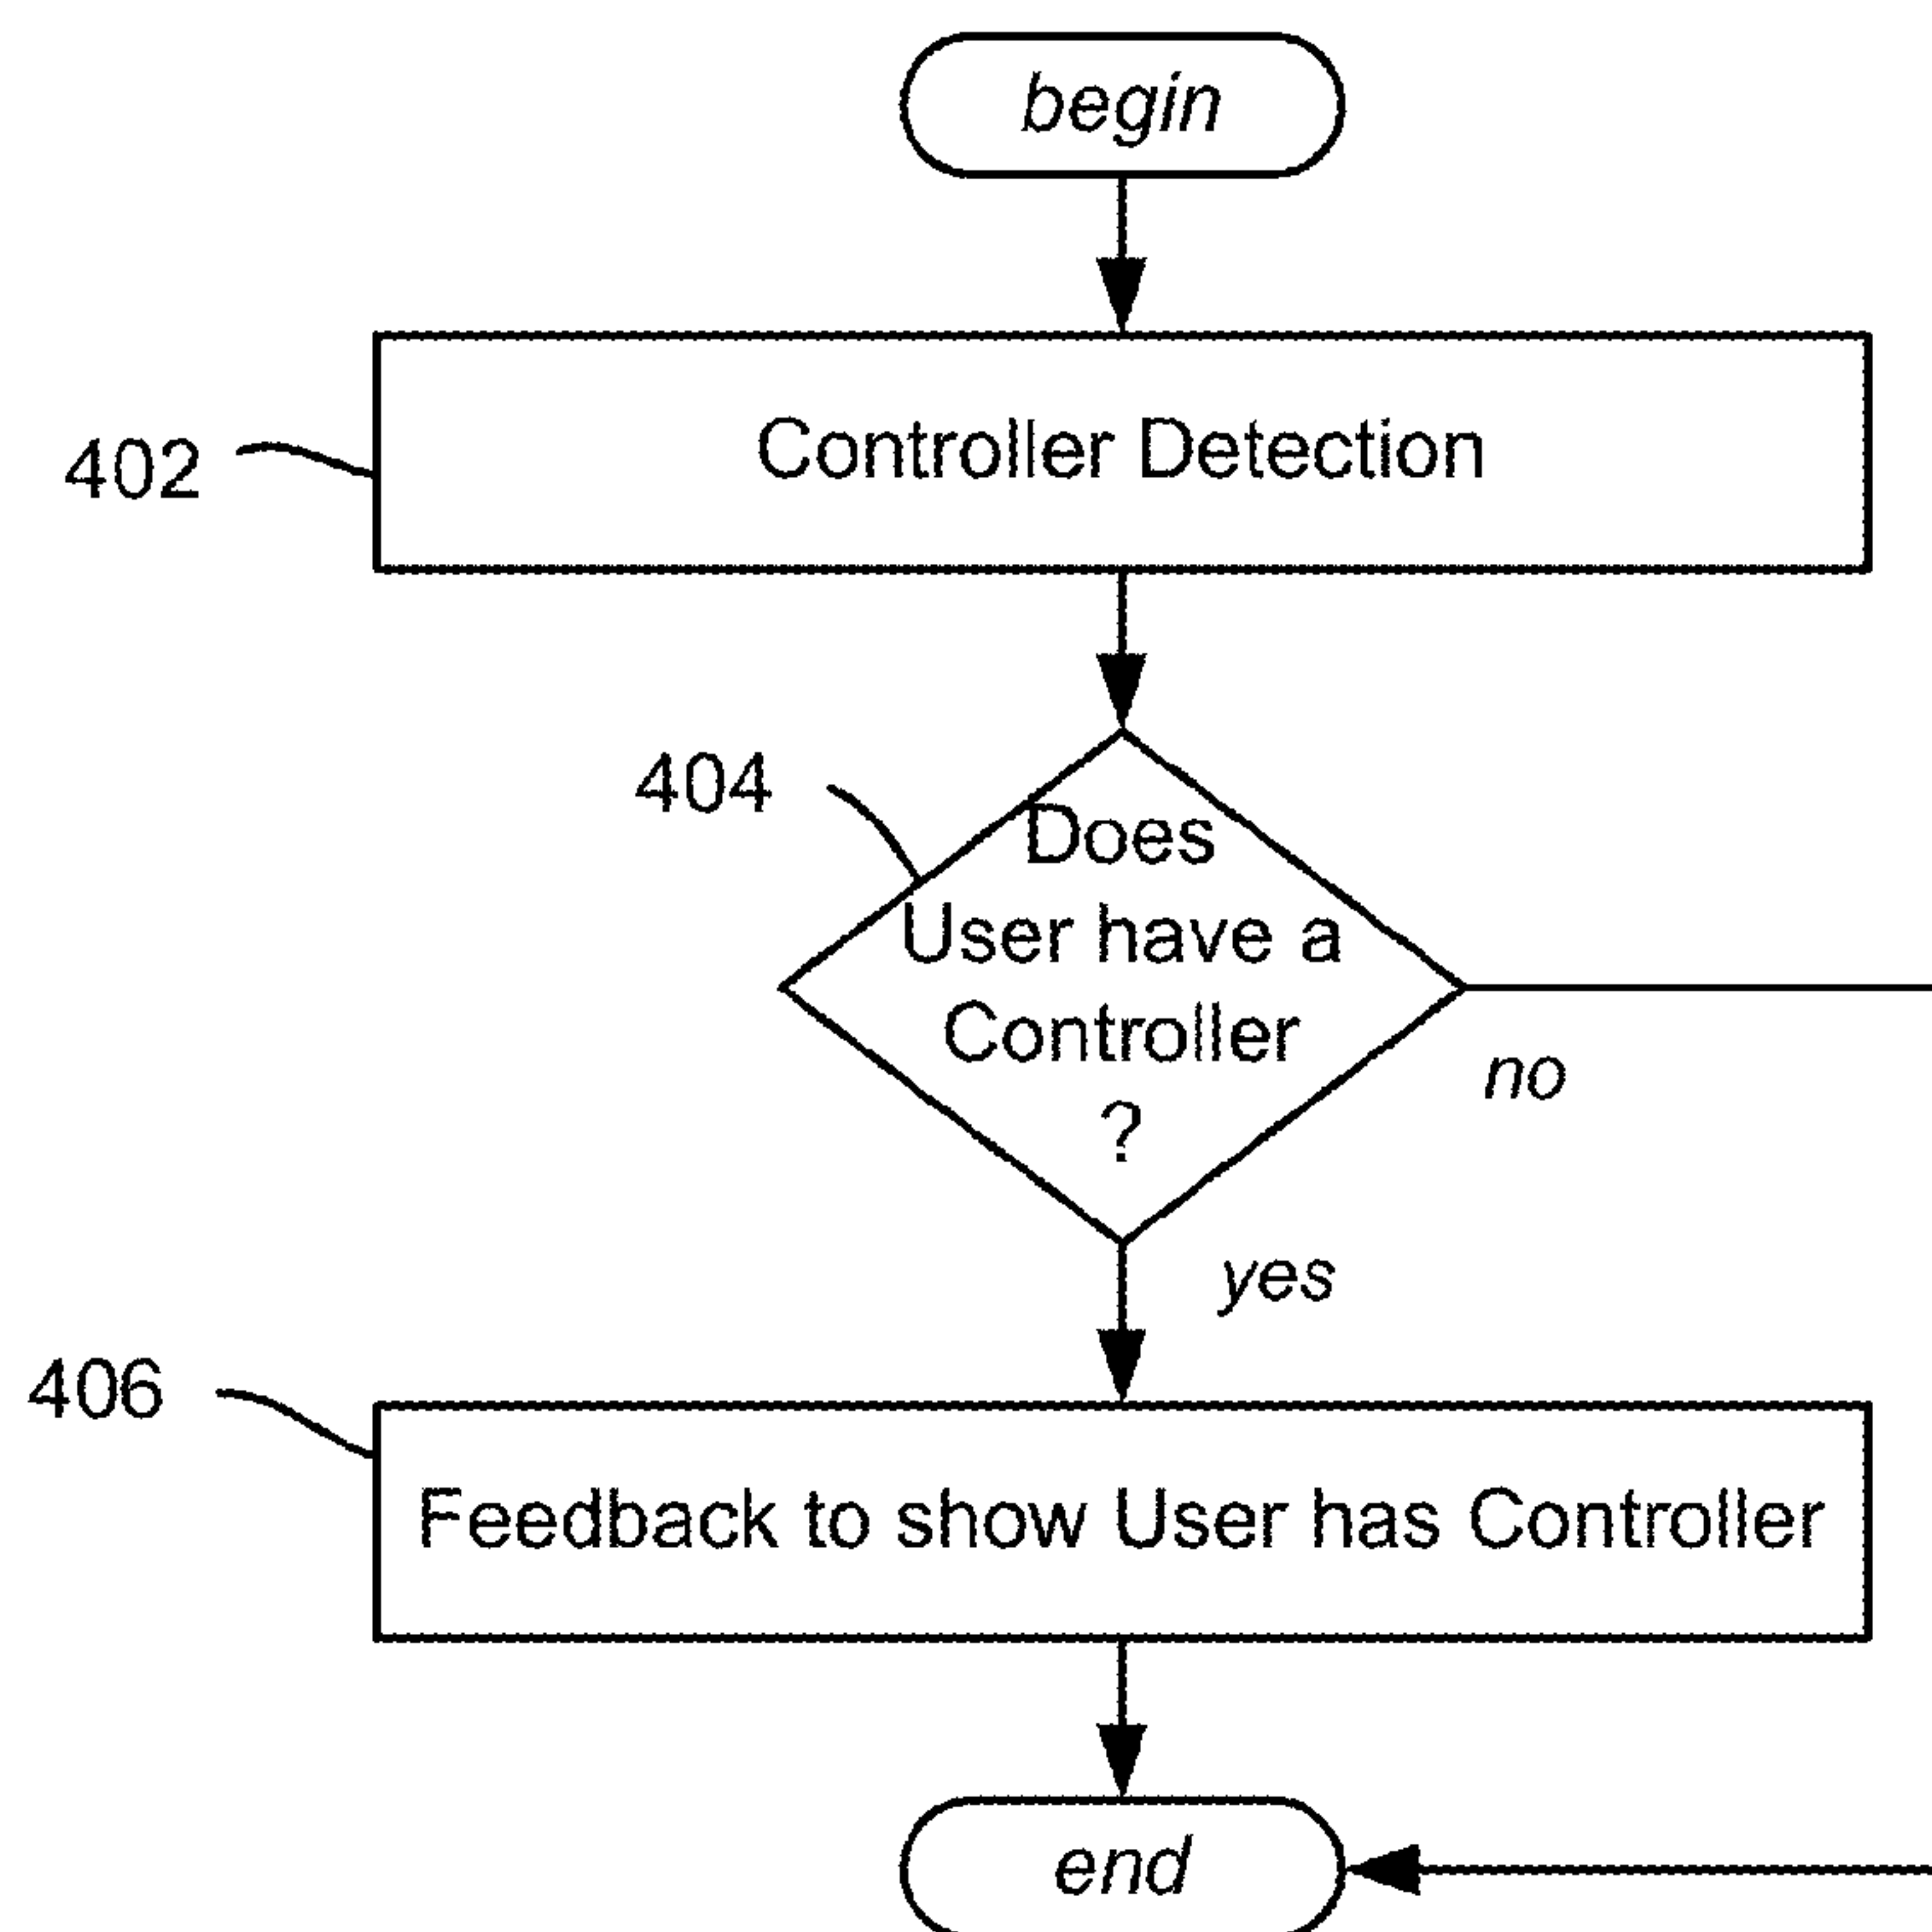 begin
402
Controller Detection
404
Does
User have a
Controller
?
no
yes
406
Feedback to show User has Controller
end